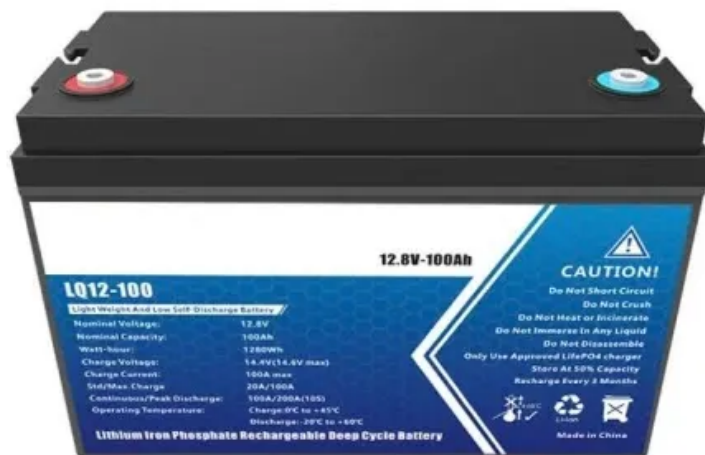 12.8V-100Ah
LQ12-100
Light Weight And Low Self-Discharge Battery
Nominal Voltage: 12.8V
Nominal Capacity: 100Ah
Watt-hour: 1280Wh
Charge Voltage: 14.4V(14.6V max)
Charge Current: 100A max
Std/Max.Charge 20A/100A
Continuous/Peak Discharge: 100A/200A(10S)
Operating Temperature: Charge:0℃ to +45℃
Discharge:-20℃ to +60℃
Lithium Iron Phosphate Rechargeable Deep Cycle Battery
CAUTION!
Do Not Short Circuit
Do Not Crush
Do Not Heat or Incinerate
Do Not Immerse In Any Liquid
Do Not Disassemble
Only Use Approved LifePO4 charger
Store At 50% Capacity
Recharge Every 3 Months
Li-ion
Made in China